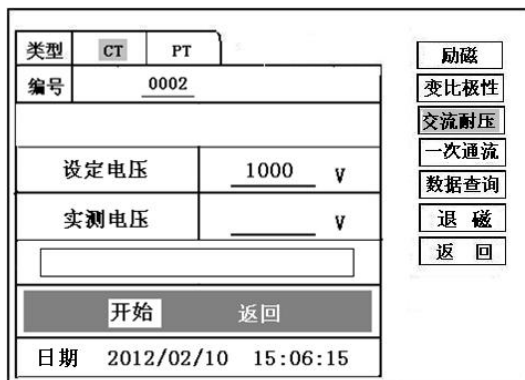 类型 CT PT
编号 0002
设定电压 1000 V
实测电压 V
开始 返回
日期 2012/02/10 15:06:15
励磁
变比极性
交流耐压
一次通流
数据查询
退 磁
返 回